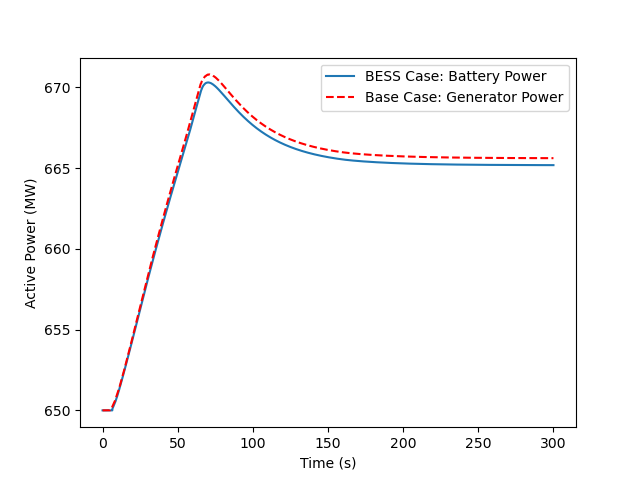 BESS Case: Battery Power
Base Case: Generator Power
Active Power (MW)
670
665
660
655
650
0 50 100 150 200 250 300
Time (s)